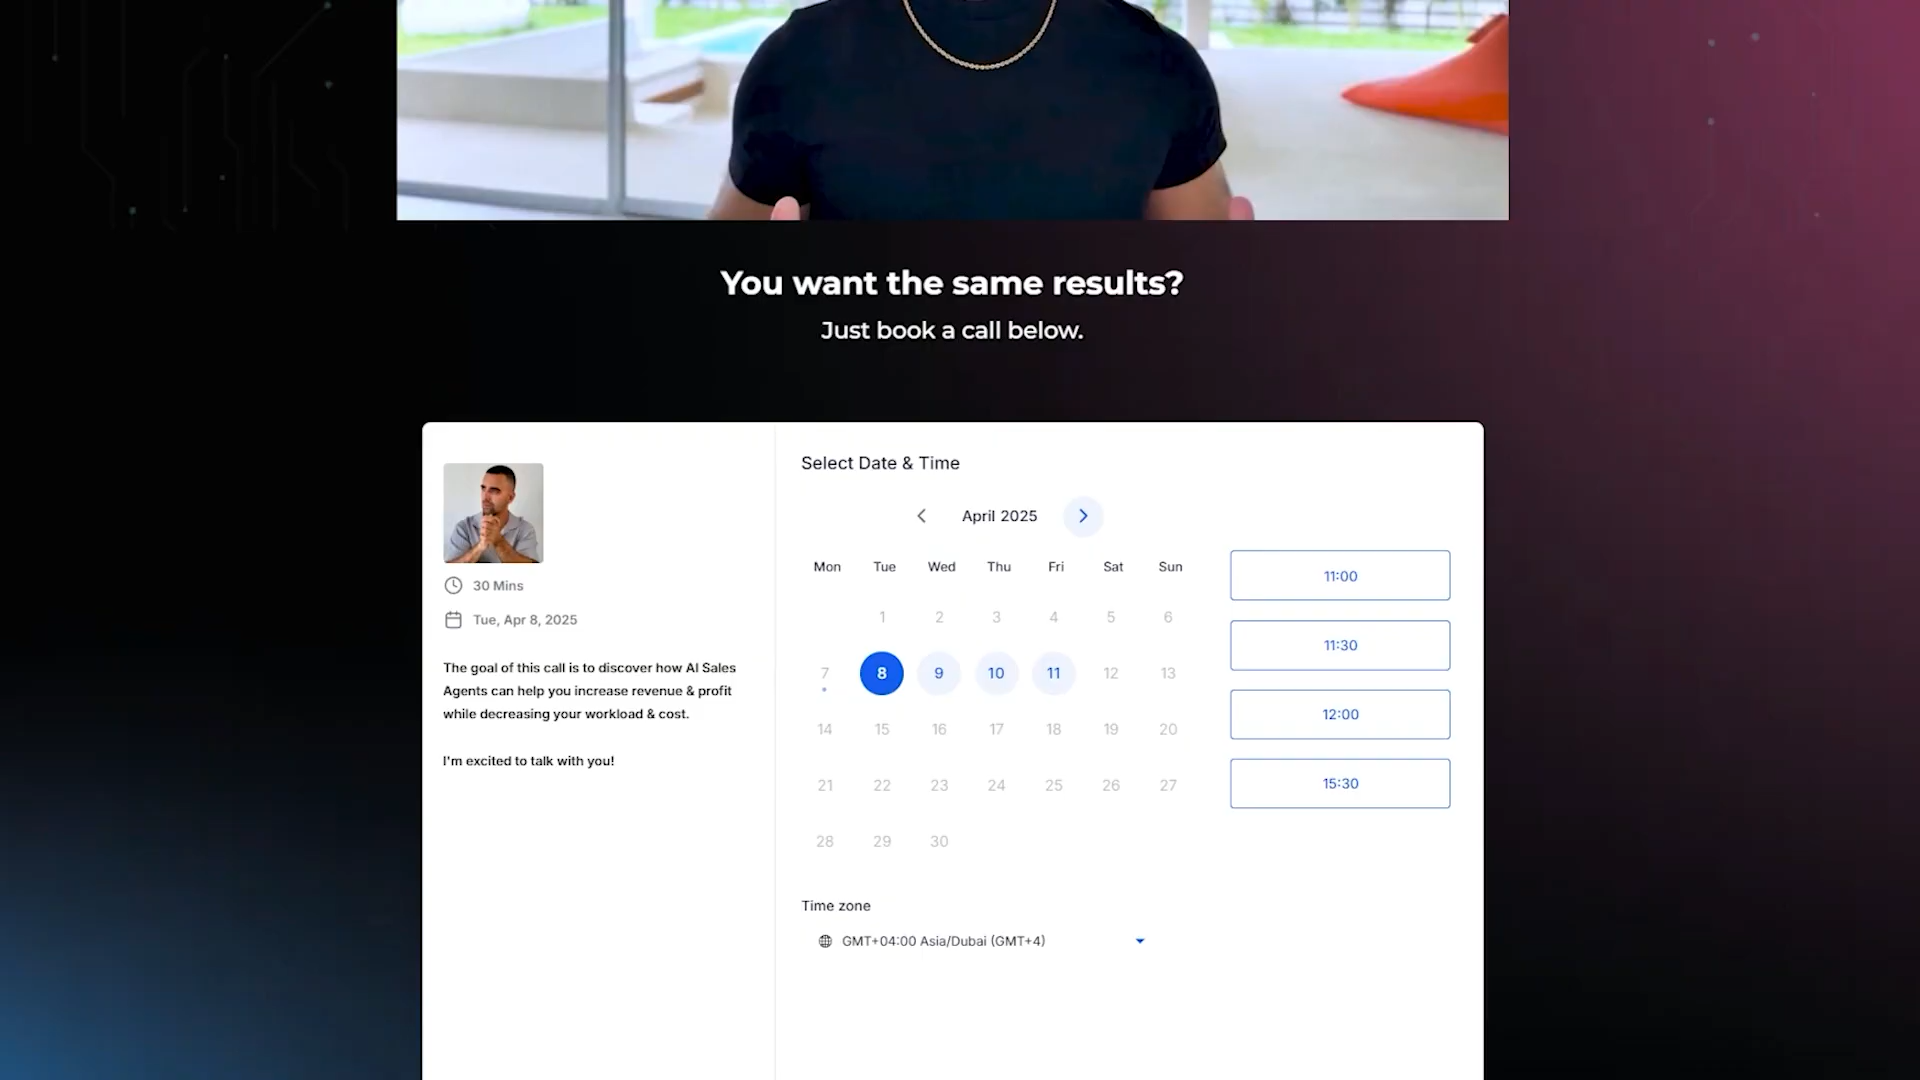 You want the same results?
Just book a call below.
30 Mins
Tue, Apr 8, 2025
The goal of this call is to discover how AI Sales
Agents can help you increase revenue & profit
while decreasing your workload & cost.
I'm excited to talk with you!
Select Date & Time
April 2025
Mon Tue Wed Thu Fri Sat Sun
1 2 3 4 5 6
7 8 9 10 11 12 13
14 15 16 17 18 19 20
21 22 23 24 25 26 27
28 29 30
11:00
11:30
12:00
15:30
Time zone
GMT+04:00 Asia/Dubai (GMT+4)